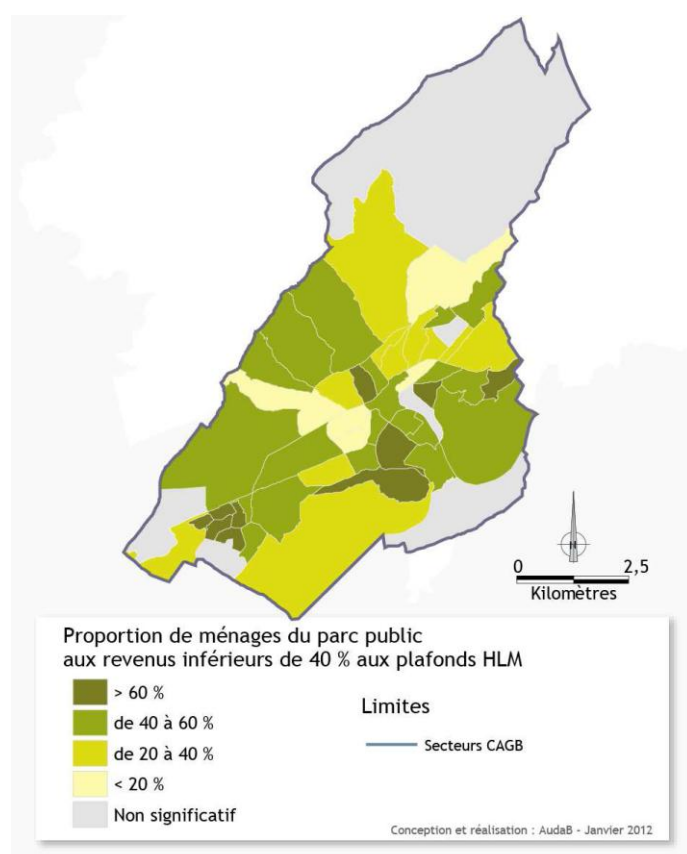 0 2,5
Kilomètres
Proportion de ménages du parc public
aux revenus inférieurs de 40 % aux plafonds HLM
> 60 %
de 40 à 60 %
de 20 à 40 %
< 20 %
Non significatif
Limites
Secteurs CAGB
Conception et réalisation : AudaB - Janvier 2012